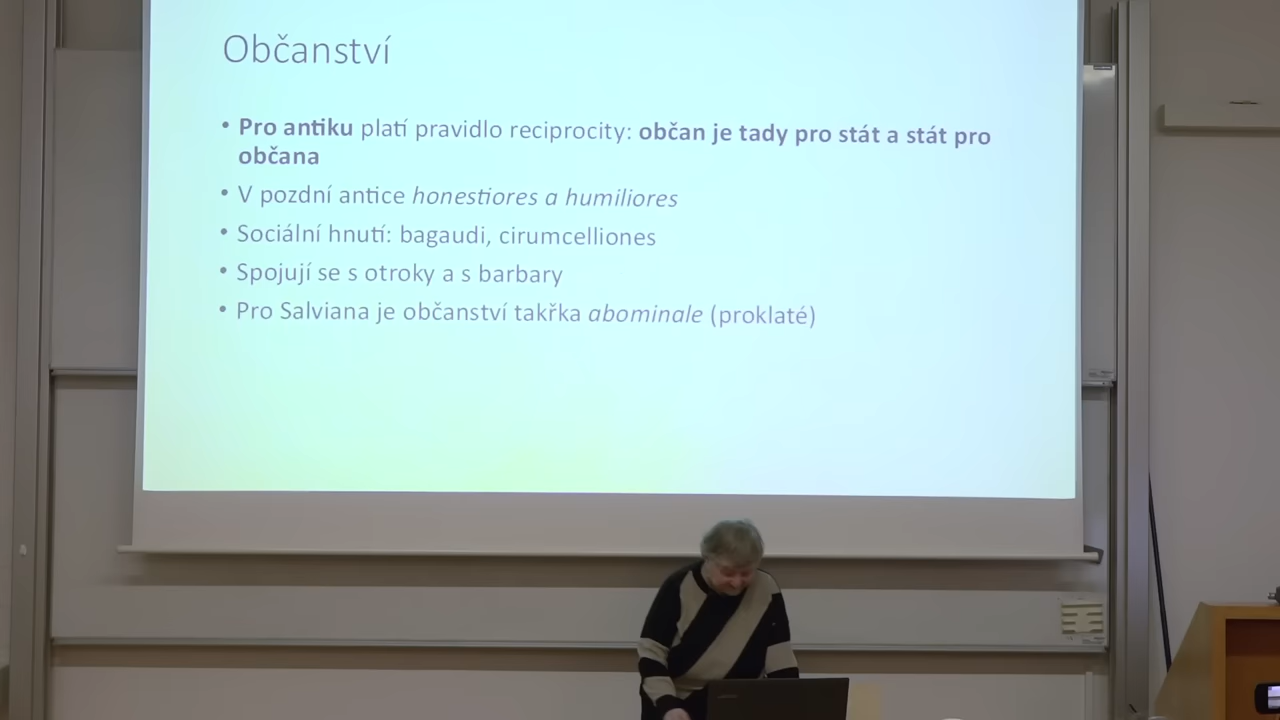 Občanství
• Pro antiku platí pravidlo reciprocity: občan je tady pro stát a stát pro
občana
• V pozdní antice honestiores a humiliores
• Sociální hnutí: bagaudi, cirumcelliones
• Spojují se s otroky a s barbary
• Pro Salviana je občanství takřka abominale (proklaté)